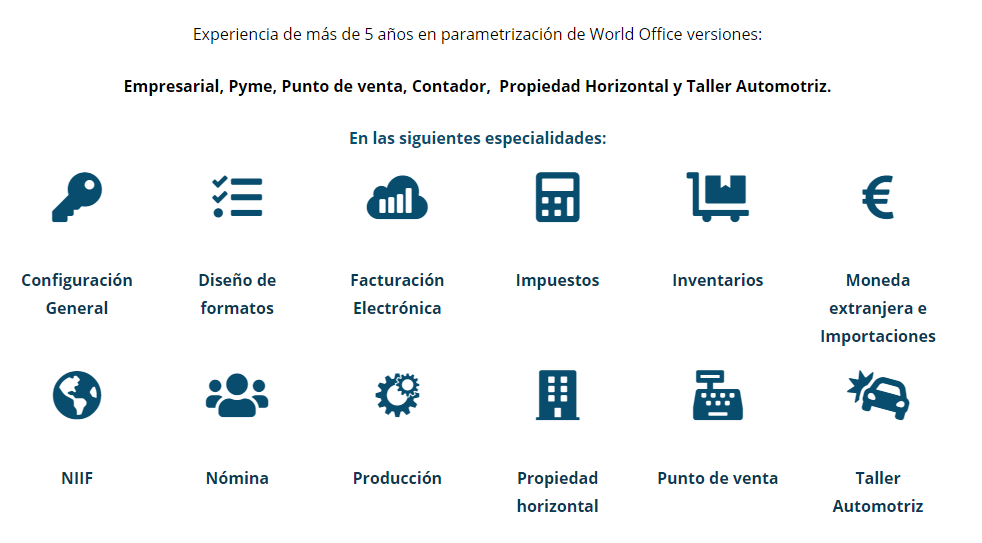 Experiencia de más de 5 años en parametrización de World Office versiones:
Empresarial, Pyme, Punto de venta, Contador, Propiedad Horizontal y Taller Automotriz.
En las siguientes especialidades:
Configuración
General
Diseño de
formatos
Facturación
Electrónica
Impuestos
Inventarios
Moneda
extranjera e
Importaciones
NIIF
Nómina
Producción
Propiedad
horizontal
Punto de venta
Taller
Automotriz